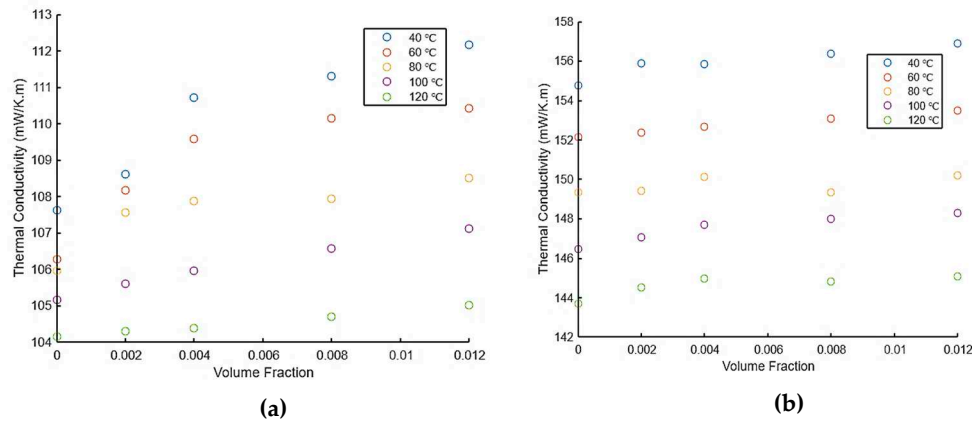 113
112
111
110
109
108
107
106
105
104
Thermal Conductivity (mW/K.m)
0 0.002 0.004 0.006 0.008 0.01 0.012
Volume Fraction
40 °C
60 °C
80 °C
100 °C
120 °C
(a)
158
156
154
152
150
148
146
144
142
Thermal Conductivity (mW/K.m)
0 0.002 0.004 0.006 0.008 0.01 0.012
Volume Fraction
40 °C
60 °C
80 °C
100 °C
120 °C
(b)